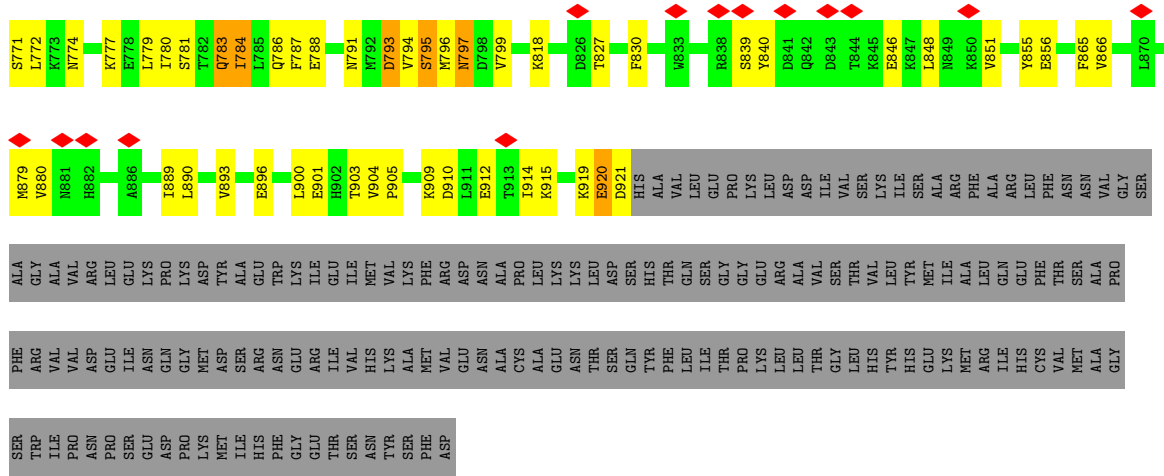 S771 L772 K773 N774 K777 E778 L779 I780 S781 T782 Q783 I784 L785 Q786 F787 E788 N791 M792 D793 V794 S795 M796 N797 D798 V799 K818 D826 T827 F830 W833 R838 S839 Y840 D841 Q842 D843 T844 K845 E846 K847 L848 N849 K850 V851 Y855 E856 F865 V866 L870
M879 V880 N881 H882 A886 I889 L890 V893 E896 L900 E901 H902 T903 V904 P905 K909 D910 L911 E912 T913 I914 K915 K919 E920 D921 HIS ALA VAL LEU GLU PRO LYS LEU ASP ASP ILE VAL SER LYS ILE SER ALA ARG PHE ALA ARG LEU PHE ASN ASN VAL GLY SER
ALA GLY ALA VAL ARG LEU GLU LYS PRO LYS ASP TYR ALA GLU TRP LYS ILE GLU ILE MET VAL LYS PHE ARG ASP ASN ALA PRO LEU LYS LYS LEU ASP SER HIS THR GLN SER GLY GLY GLU ARG ALA VAL SER THR VAL LEU TYR MET ILE ALA LEU GLN GLU PHE THR SER ALA PRO
PHE ARG VAL VAL ASP GLU ILE ASN GLN GLY MET ASP SER ARG ASN GLU ARG ILE VAL HIS LYS ALA MET VAL GLU ASN ALA CYS ALA GLU ASN THR SER GLN TYR PHE LEU ILE THR PRO LYS LEU LEU THR GLY LEU HIS TYR HIS GLU LYS MET ARG ILE HIS CYS VAL MET ALA GLY
SER TRP ILE PRO ASN PRO SER GLU ASP PRO LYS MET ILE HIS PHE GLY GLU THR SER ASN TYR SER PHE ASP